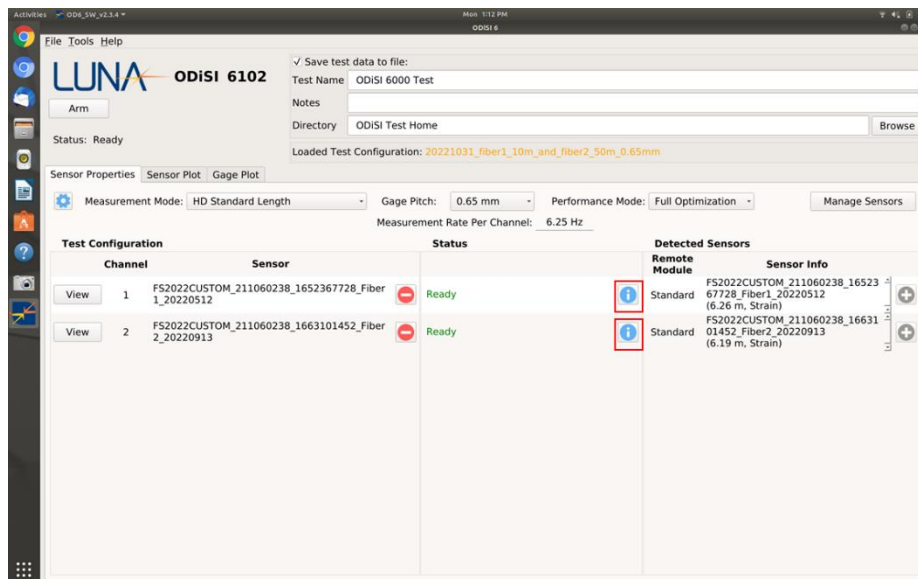 Activities OD6_SW_v2.3.4 Mon 1:12 PM
ODiSI 6
File Tools Help
LUNA ODiSI 6102
Arm
Status: Ready
✓ Save test data to file:
Test Name ODiSI 6000 Test
Notes
Directory ODiSI Test Home Browse
Loaded Test Configuration: 20221031_fiber1_10m_and_fiber2_50m_0.65mm
Sensor Properties Sensor Plot Gage Plot
Measurement Mode: HD Standard Length Gage Pitch: 0.65 mm Performance Mode: Full Optimization Manage Sensors
Measurement Rate Per Channel: 6.25 Hz
Test Configuration Status Detected Sensors
Channel Sensor Remote Module Sensor Info
View 1 FS2022CUSTOM_211060238_1652367728_Fiber
1_20220512
Ready
Standard FS2022CUSTOM_211060238_16523
67728_Fiber1_20220512
(6.26 m, Strain)
View 2 FS2022CUSTOM_211060238_1663101452_Fiber
2_20220913
Ready
Standard FS2022CUSTOM_211060238_16631
01452_Fiber2_20220913
(6.19 m, Strain)